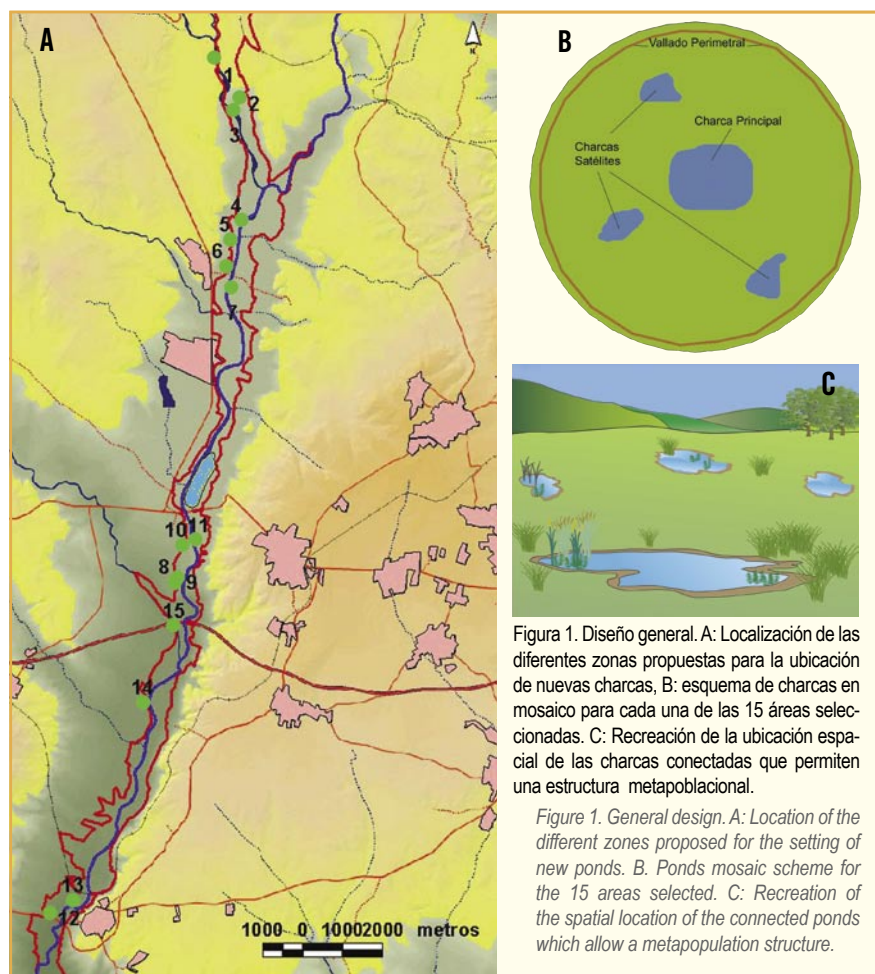 A
1
2
3
4
5
6
7
10
11
8
9
15
14
13
12
1000 0 10002000 metros
B
Vallado Perimetral
Charca Principal
Charcas
Satélites
C
Figura 1. Diseño general. A: Localización de las
diferentes zonas propuestas para la ubicación
de nuevas charcas, B: esquema de charcas en
mosaico para cada una de las 15 áreas selec-
cionadas. C: Recreación de la ubicación espa-
cial de las charcas conectadas que permiten
una estructura metapoblacional.
Figure 1. General design. A: Location of the
different zones proposed for the setting of
new ponds. B. Ponds mosaic scheme for
the 15 areas selected. C: Recreation of
the spatial location of the connected ponds
which allow a metapopulation structure.